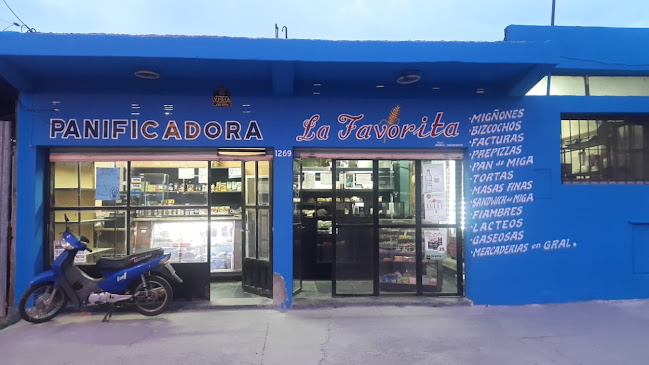 PANIFICADORA
La Favorita
1269
·MIGÑONES
·BIZCOCHOS
·FACTURAS
·PREPIZZAS
·PAN de MIGA
·TORTAS
·MASAS FINAS
·SANDWICH de MIGA
·FIAMBRES
·LACTEOS
·GASEOSAS
·MERCADERIAS en GRAL.